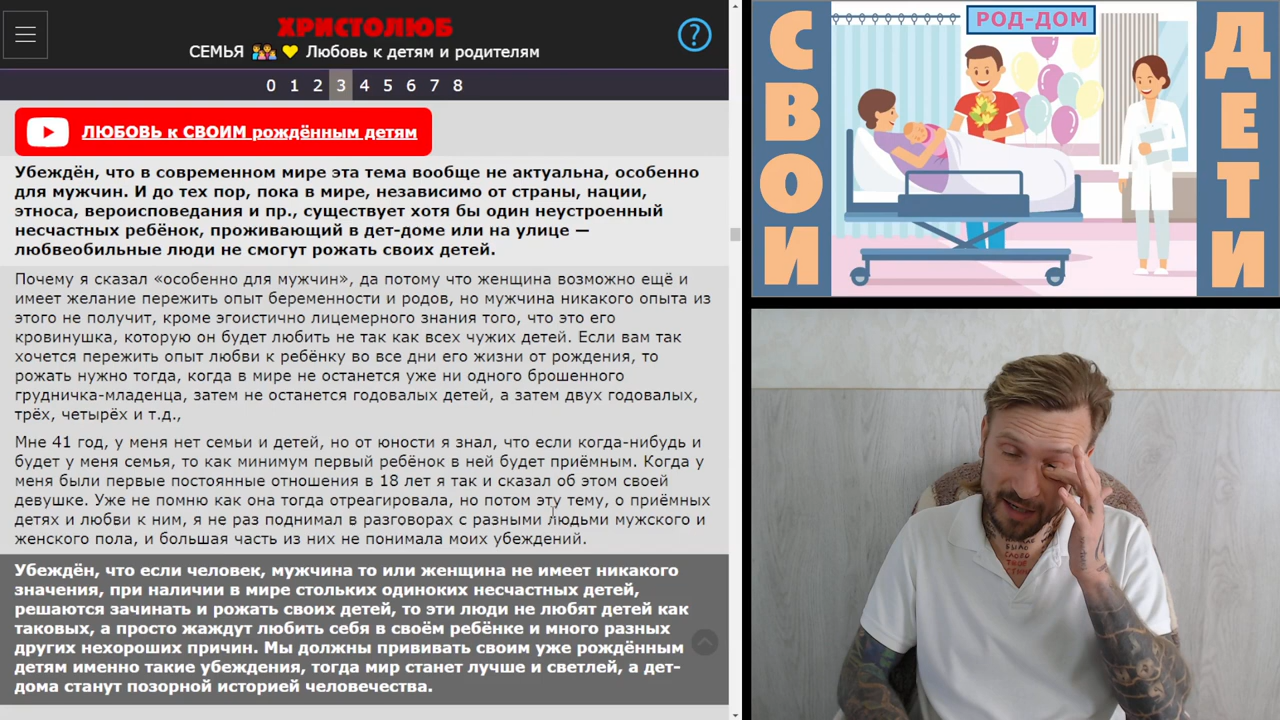 ХРИСТОЛЮБ
СЕМЬЯ 👨‍👩‍👧‍👦 💛 Любовь к детям и родителям
?
0 1 2 3 4 5 6 7 8
ЛЮБОВЬ к СВОИМ рождённым детям
Убеждён, что в современном мире эта тема вообще не актуальна, особенно
для мужчин. И до тех пор, пока в мире, независимо от страны, нации,
этноса, вероисповедания и пр., существует хотя бы один неустроенный
несчастных ребёнок, проживающий в дет-доме или на улице —
любвеобильные люди не смогут рожать своих детей.
Почему я сказал «особенно для мужчин», да потому что женщина возможно ещё и
имеет желание пережить опыт беременности и родов, но мужчина никакого опыта из
этого не получит, кроме эгоистично лицемерного знания того, что это его
кровинушка, которую он будет любить не так как всех чужих детей. Если вам так
хочется пережить опыт любви к ребёнку во все дни его жизни от рождения, то
рожать нужно тогда, когда в мире не останется уже ни одного брошенного
грудничка-младенца, затем не останется годовалых детей, а затем двух годовалых,
трёх, четырёх и т.д.,
Мне 41 год, у меня нет семьи и детей, но от юности я знал, что если когда-нибудь и
будет у меня семья, то как минимум первый ребёнок в ней будет приёмным. Когда у
меня были первые постоянные отношения в 18 лет я так и сказал об этом своей
девушке. Уже не помню как она тогда отреагировала, но потом эту тему, о приёмных
детях и любви к ним, я не раз поднимал в разговорах с разными людьми мужского и
женского пола, и большая часть из них не понимала моих убеждений.
Убеждён, что если человек, мужчина то или женщина не имеет никакого
значения, при наличии в мире стольких одиноких несчастных детей,
решаются зачинать и рожать своих детей, то эти люди не любят детей как
таковых, а просто жаждут любить себя в своём ребёнке и много разных
других нехороших причин. Мы должны прививать своим уже рождённым
детям именно такие убеждения, тогда мир станет лучше и светлей, а дет-
дома станут позорной историей человечества.
СВОИ
РОД-ДОМ
ДЕТИ